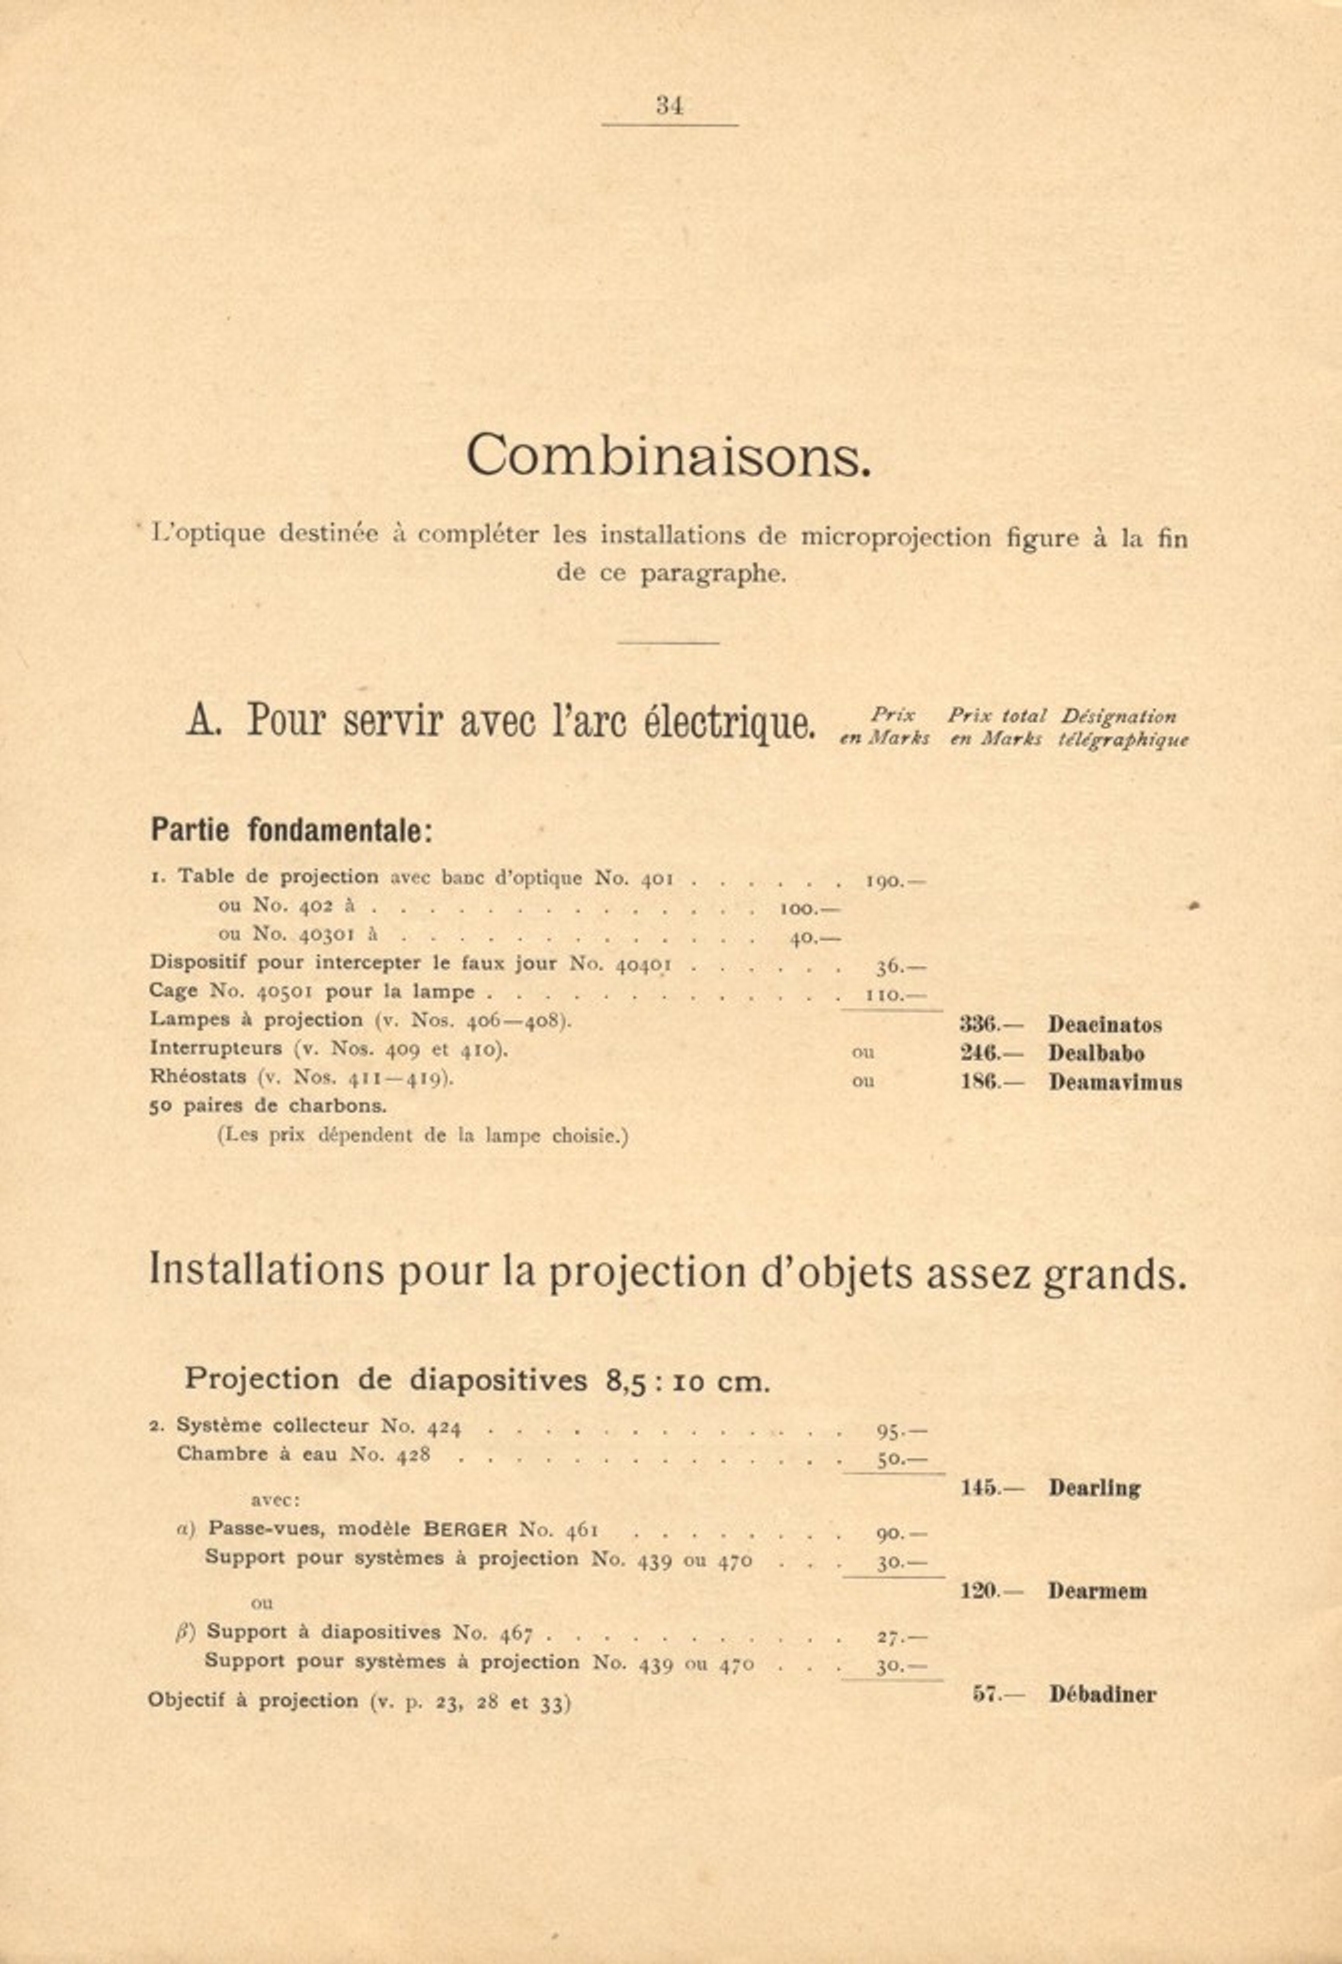 34
Combinaisons.
L'optique destinée à compléter les installations de microprojection figure à la fin
de ce paragraphe.
A. Pour servir avec l'arc électrique. Prix en Marks Prix total en Marks Désignation télégraphique
Partie fondamentale:
1. Table de projection avec banc d'optique No. 401 . . . . . . 190.—
ou No. 402 à . . . . . . . . . . . . . . 100.—
ou No. 40301 à . . . . . . . . . . . . . 40.—
Dispositif pour intercepter le faux jour No. 40401 . . . . . . 36.—
Cage No. 40501 pour la lampe . . . . . . . . . . . . . 110.—
Lampes à projection (v. Nos. 406—408). 336.— Deacinatos
Interrupteurs (v. Nos. 409 et 410). ou 246.— Dealbabo
Rhéostats (v. Nos. 411—419). ou 186.— Deamavimus
50 paires de charbons.
(Les prix dépendent de la lampe choisie.)
Installations pour la projection d'objets assez grands.
Projection de diapositives 8,5 : 10 cm.
2. Système collecteur No. 424 . . . . . . . . . . . . . 95.—
Chambre à eau No. 428 . . . . . . . . . . . . . . 50.—
145.— Dearling
avec:
α) Passe-vues, modèle BERGER No. 461 . . . . . . . . 90.—
Support pour systèmes à projection No. 439 ou 470 . . . 30.—
120.— Dearmem
ou
β) Support à diapositives No. 467 . . . . . . . . . . . 27.—
Support pour systèmes à projection No. 439 ou 470 . . . 30.—
57.— Débadiner
Objectif à projection (v. p. 23, 28 et 33)